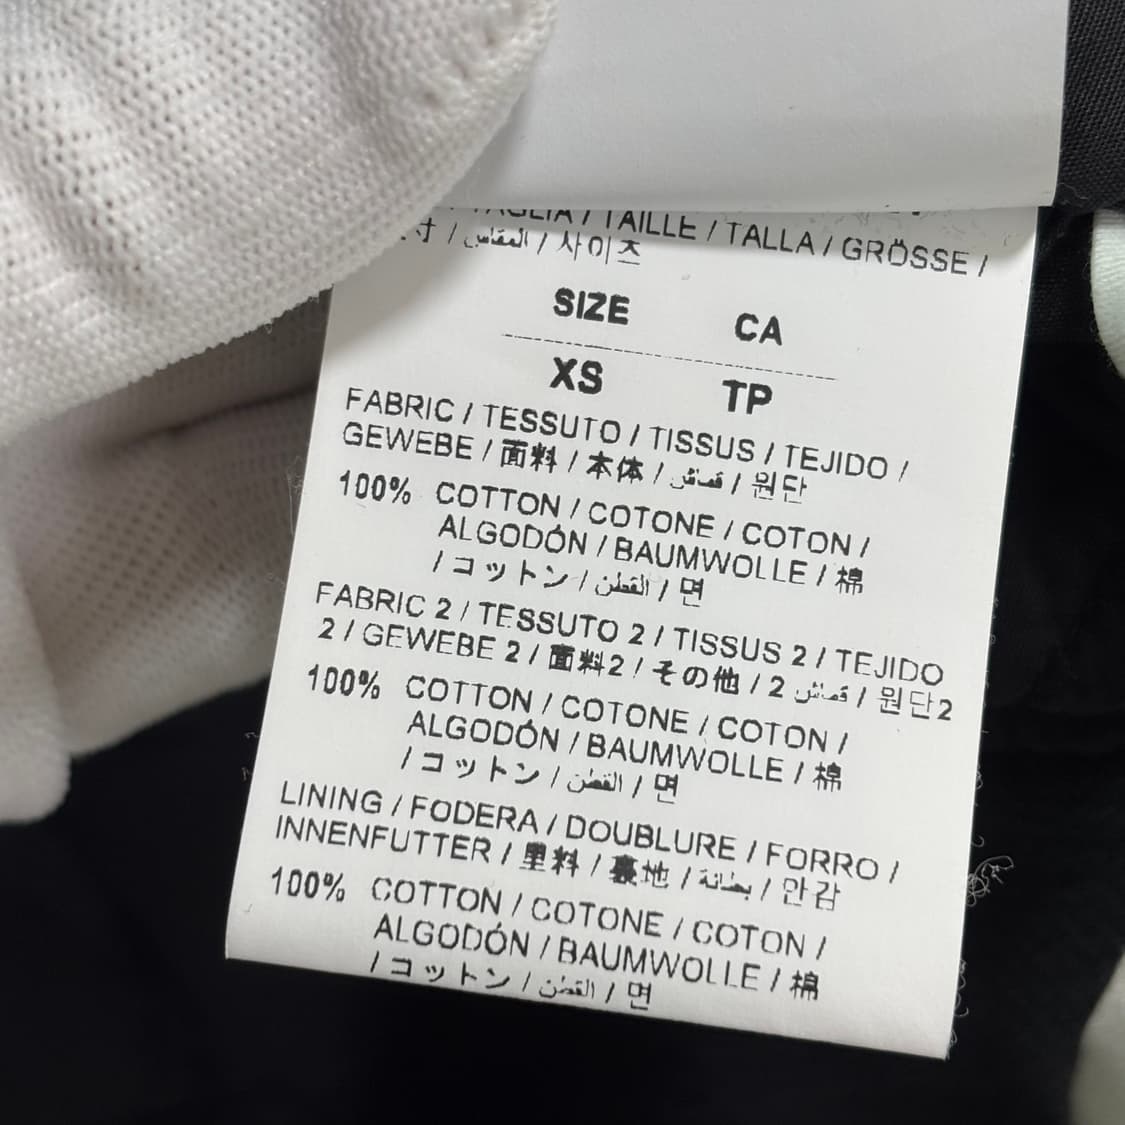 TAGLIA / TAILLE / TALLA / GRÖSSE /
寸 / المقاس / 사이즈
SIZE CA
XS TP
FABRIC / TESSUTO / TISSUS / TEJIDO /
GEWEBE / 面料 / 本体 / قماش / 원단
100% COTTON / COTONE / COTON /
ALGODÓN / BAUMWOLLE / 棉
/ コットン / القطن / 면
FABRIC 2 / TESSUTO 2 / TISSUS 2 / TEJIDO
2 / GEWEBE 2 / 面料2 / その他 / 2 قماش / 원단2
100% COTTON / COTONE / COTON /
ALGODÓN / BAUMWOLLE / 棉
/ コットン / القطن / 면
LINING / FODERA / DOUBLURE / FORRO /
INNENFUTTER / 里料 / 裏地 / بطانة / 안감
100% COTTON / COTONE / COTON /
ALGODÓN / BAUMWOLLE / 棉
/ コットン / القطن / 면